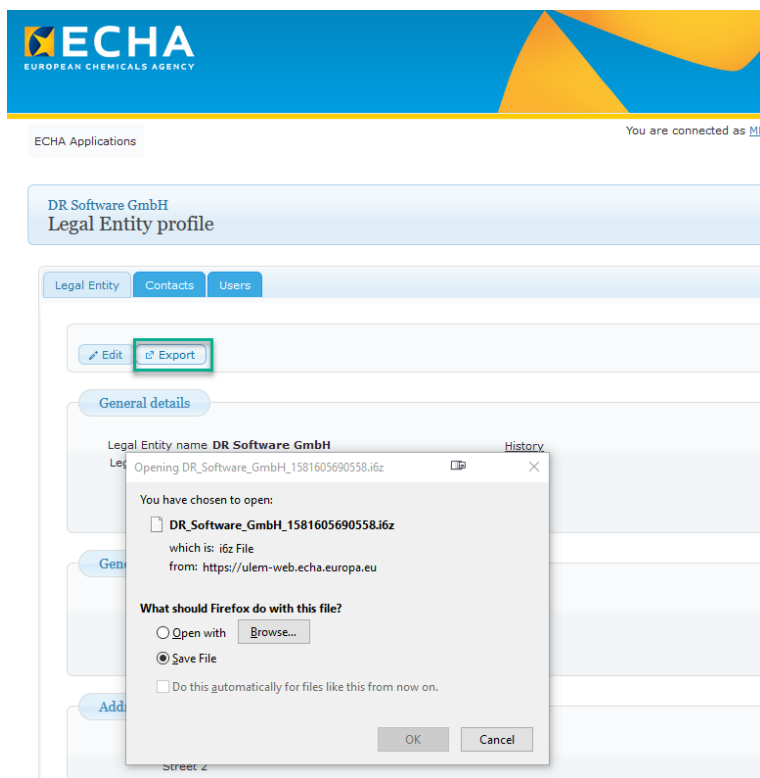 ECHA
EUROPEAN CHEMICALS AGENCY
ECHA Applications
You are connected as
DR Software GmbH
Legal Entity profile
Legal Entity Contacts Users
Edit Export
General details
Legal Entity name DR Software GmbH History
Opening DR_Software_GmbH_1581605690558.i6z
You have chosen to open:
DR_Software_GmbH_1581605690558.i6z
which is: i6z File
from: https://ulem-web.echa.europa.eu
What should Firefox do with this file?
Open with Browse...
Save File
Do this automatically for files like this from now on.
OK Cancel
Street 2